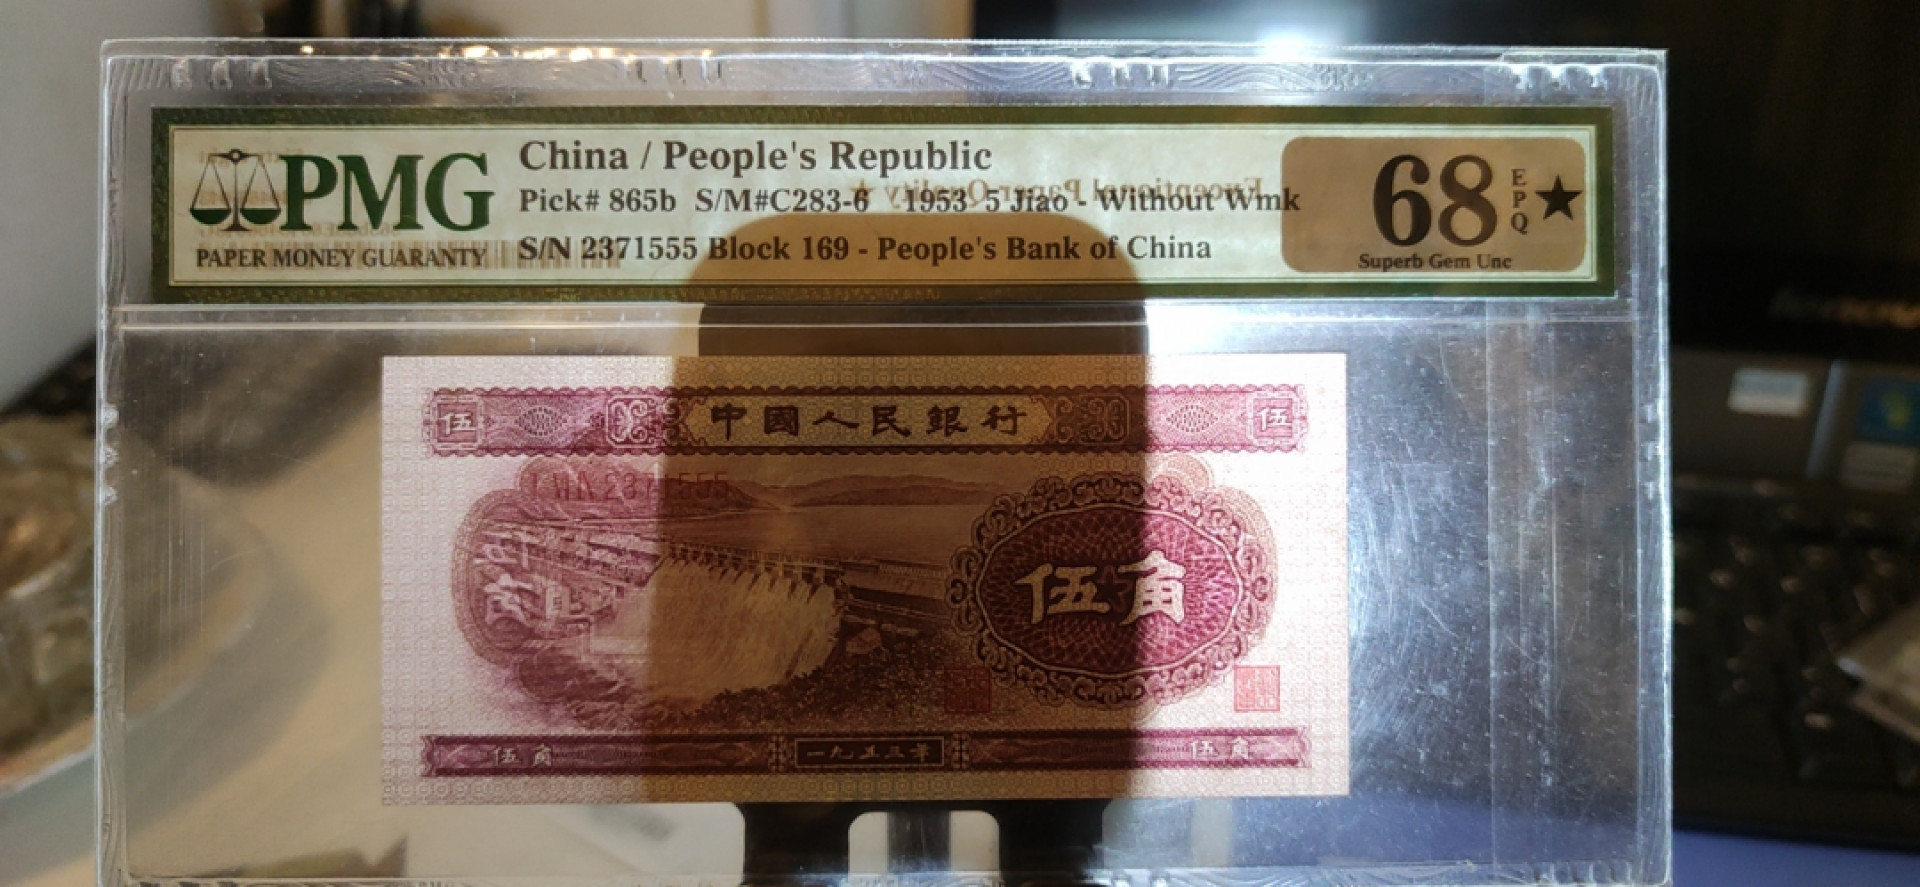 PMG
PAPER MONEY GUARANTY
China / People's Republic
Pick# 865b S/M#C283-6 1953 5 Jiao - Without Wmk
S/N 2371555 Block 169 - People's Bank of China
68
EPQ ★
Superb Gem Unc
伍 中國人民銀行 伍
2371555
伍角
伍角 一九五三年 伍角